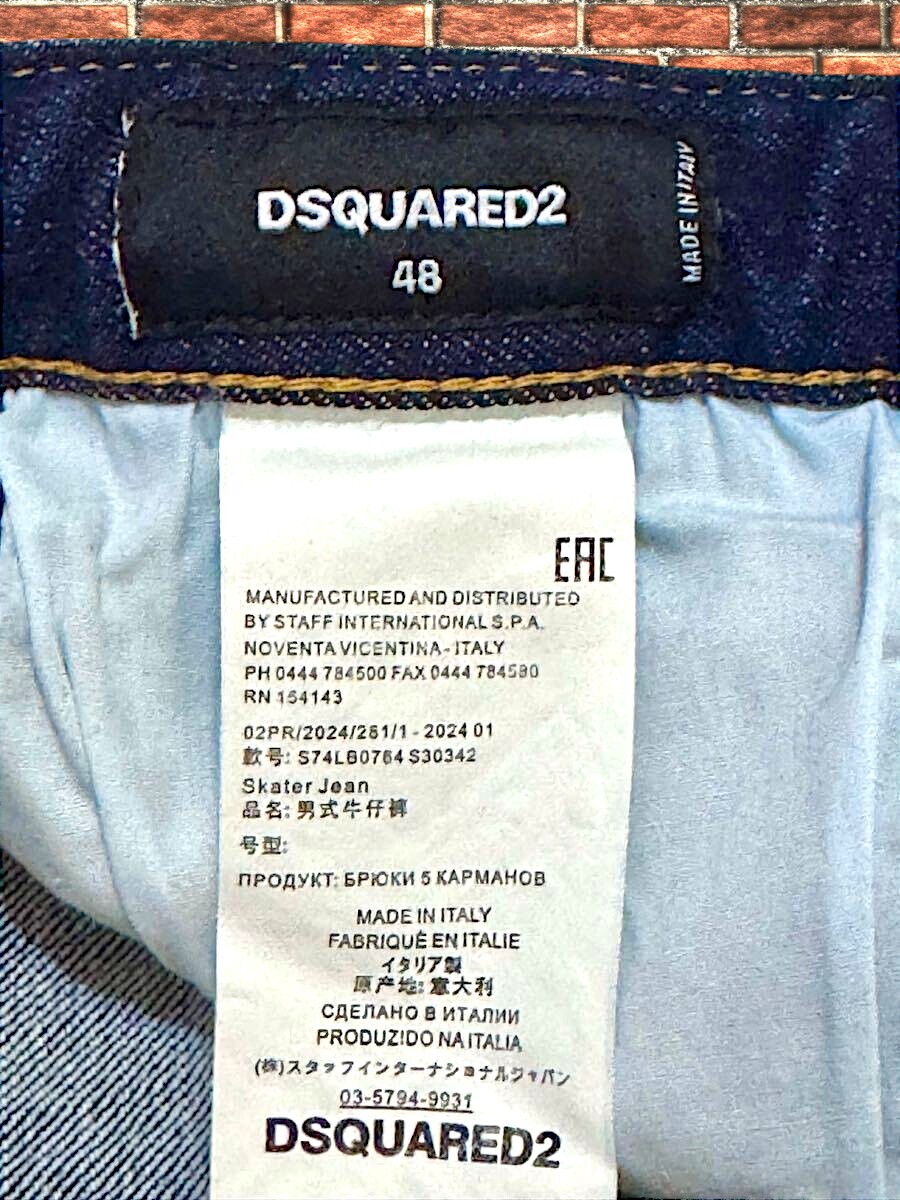 DSQUARED2
48
MADE IN ITALY
EAC
MANUFACTURED AND DISTRIBUTED
BY STAFF INTERNATIONAL S.P.A.
NOVENTA VICENTINA - ITALY
PH 0444 784500 FAX 0444 784590
RN 154143
02PR/2024/261/1 - 2024 01
款号: S74LB0764 S30342
Skater Jean
品名: 男式牛仔裤
号型:
ПРОДУКТ: БРЮКИ 5 КАРМАНОВ
MADE IN ITALY
FABRIQUÉ EN ITALIE
イタリア製
原产地: 意大利
СДЕЛАНО В ИТАЛИИ
PRODUZIDO NA ITALIA
(株)スタッフインターナショナルジャパン
03-5794-9931
DSQUARED2